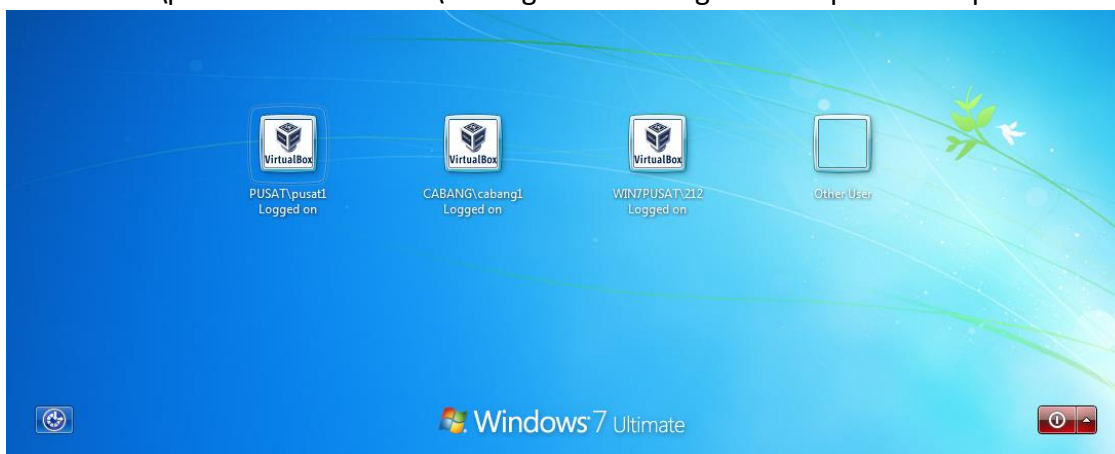 VirtualBox
PUSAT\pusat1
Logged on
VirtualBox
CABANG\cabang1
Logged on
VirtualBox
WIN7PUSAT\212
Logged on
Other User
Windows 7 Ultimate